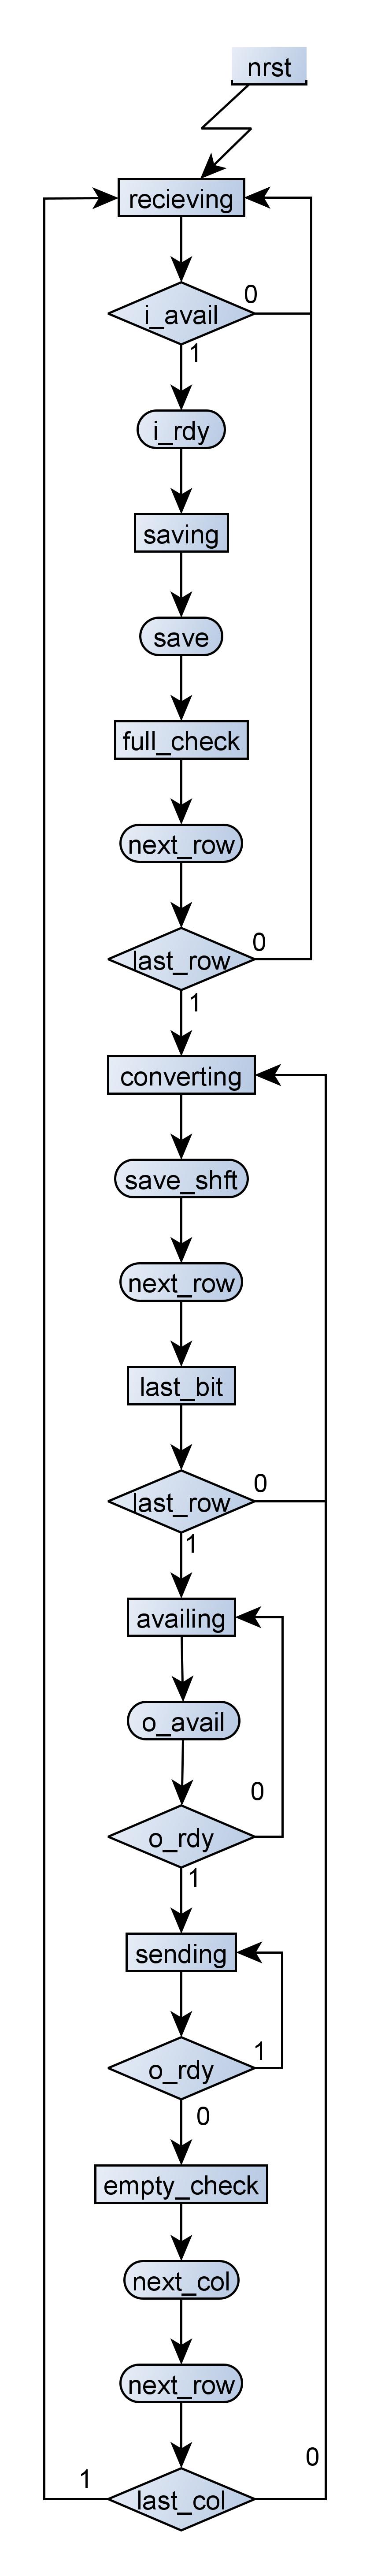 nrst
recieving
i_avail
0
1
i_rdy
saving
save
full_check
next_row
last_row
0
1
converting
save_shft
next_row
last_bit
last_row
0
1
availing
o_avail
o_rdy
0
1
sending
o_rdy
1
0
empty_check
next_col
next_row
last_col
1
0